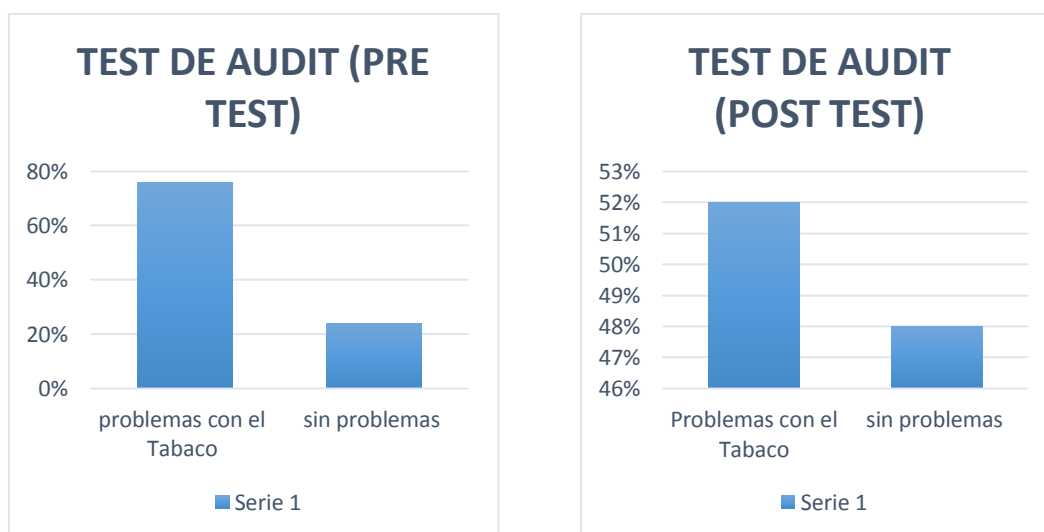 TEST DE AUDIT (PRE
TEST)
80%
60%
40%
20%
0%
problemas con el
Tabaco
sin problemas
Serie 1
TEST DE AUDIT
(POST TEST)
53%
52%
51%
50%
49%
48%
47%
46%
Problemas con el
Tabaco
sin problemas
Serie 1